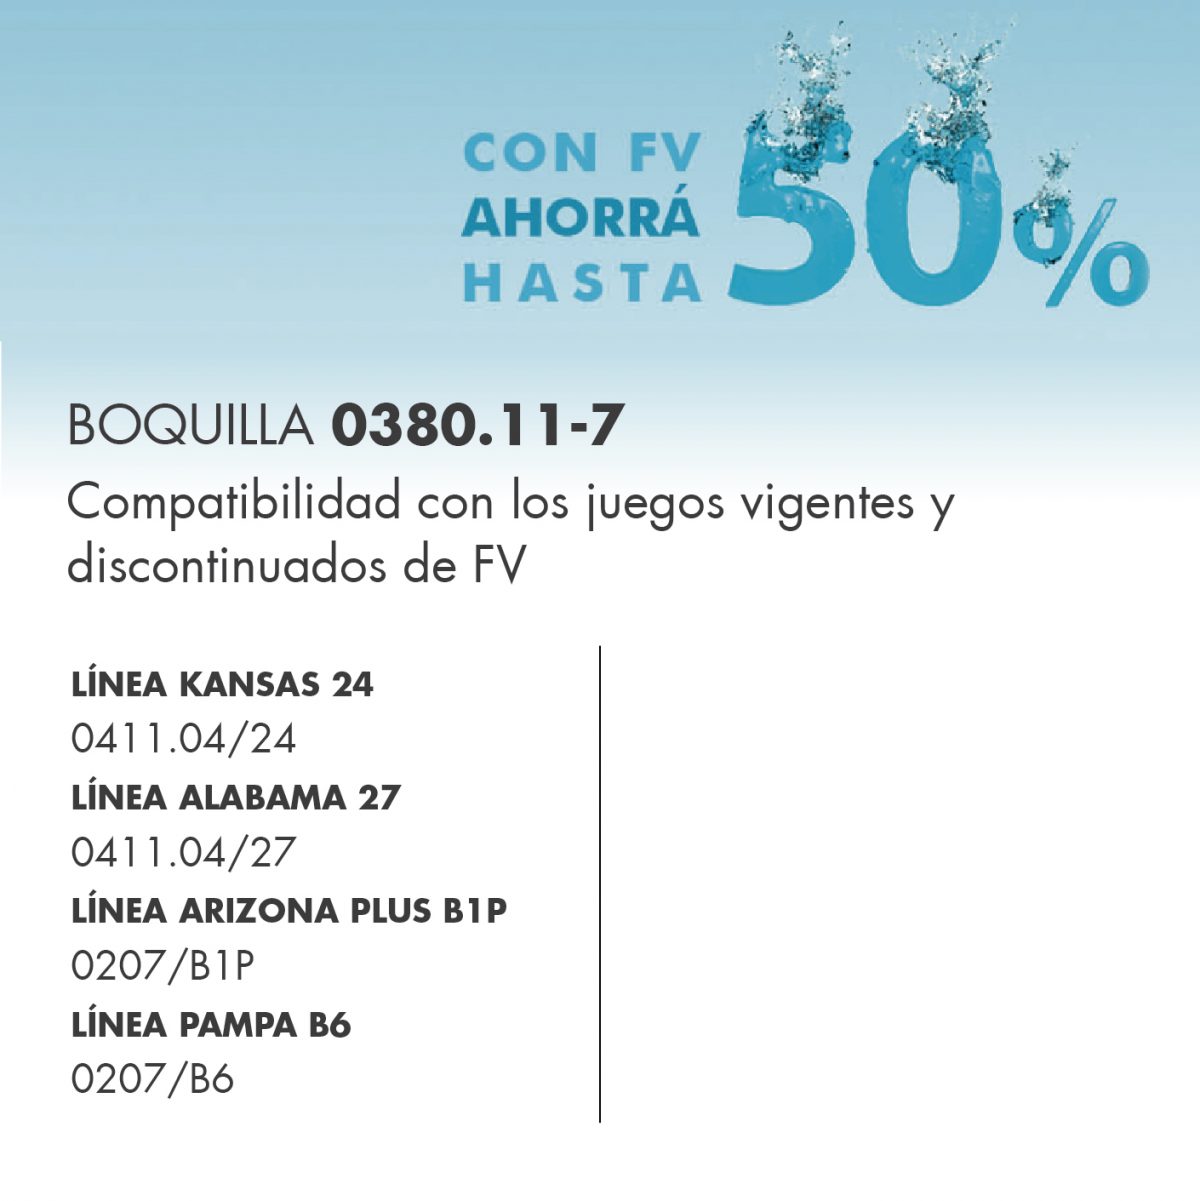 CON FV
AHORRÁ
HASTA
50%
BOQUILLA 0380.11-7
Compatibilidad con los juegos vigentes y
discontinuados de FV
LÍNEA KANSAS 24
0411.04/24
LÍNEA ALABAMA 27
0411.04/27
LÍNEA ARIZONA PLUS B1P
0207/B1P
LÍNEA PAMPA B6
0207/B6